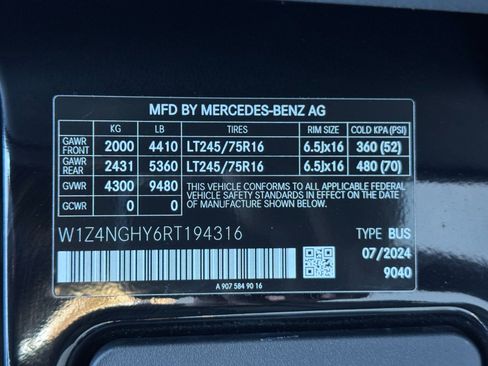 MFD BY MERCEDES-BENZ AG
KG LB TIRES RIM SIZE COLD KPA (PSI)
GAWR FRONT 2000 4410 LT245/75R16 6.5Jx16 360 (52)
GAWR REAR 2431 5360 LT245/75R16 6.5Jx16 480 (70)
GVWR 4300 9480 THIS VEHICLE CONFORMS TO ALL APPLICABLE FEDERAL
VEHICLE SAFETY STANDARDS IN EFFECT ON THE DATE
GCWR 0 0 OF MANUFACTURE SHOWN BELOW.
W1Z4NGHY6RT194316 TYPE BUS
07/2024
9040
A 907 584 90 16